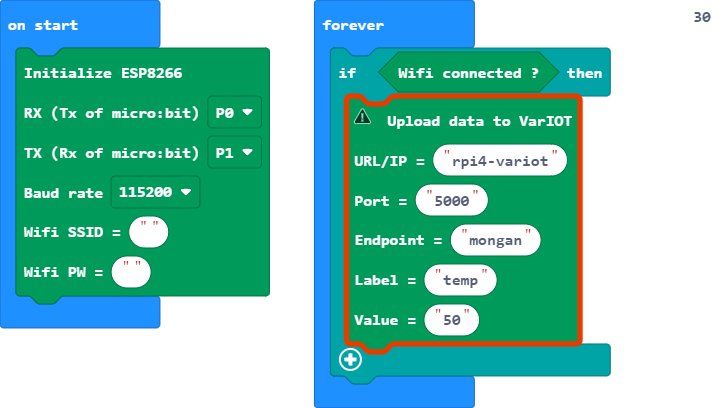 on start
Initialize ESP8266
RX (Tx of micro:bit) P0
TX (Rx of micro:bit) P1
Baud rate 115200
Wifi SSID = " "
Wifi PW = " "
forever
if Wifi connected ? then
Upload data to VarIOT
URL/IP = "rpi4-variot"
Port = "5000"
Endpoint = "mongan"
Label = "temp"
Value = "50"
30